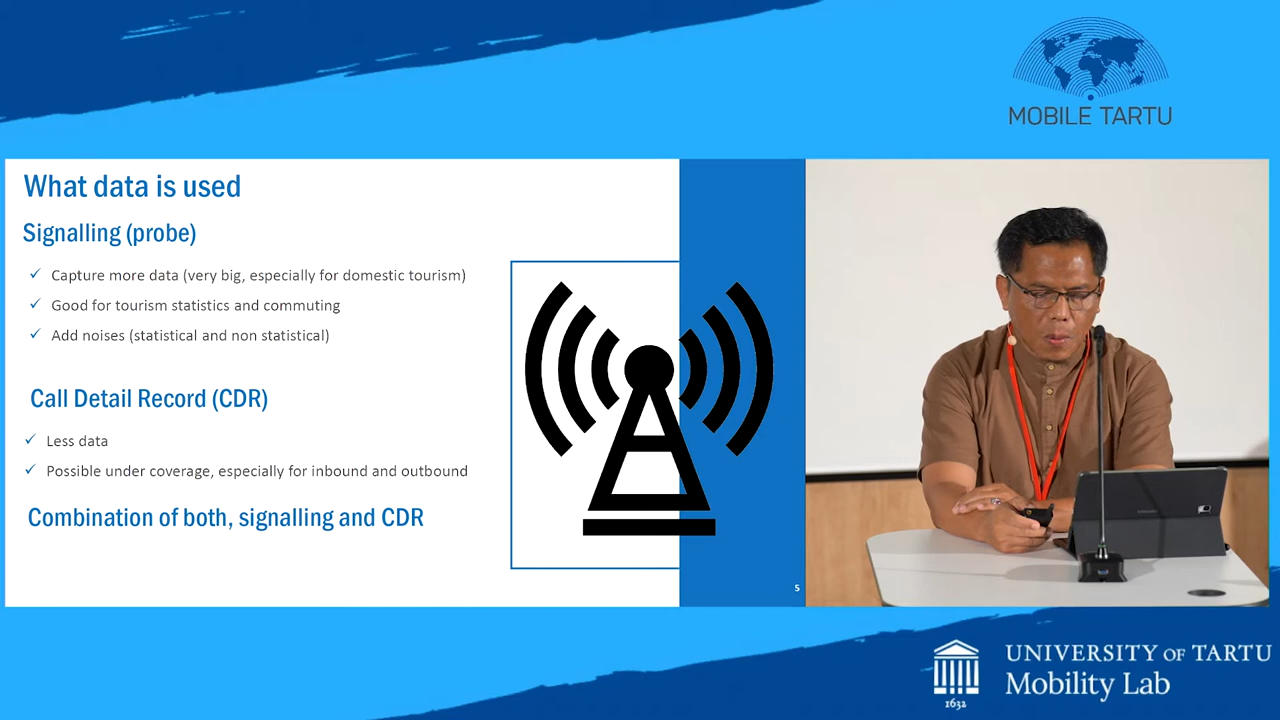 MOBILE TARTU
What data is used
Signalling (probe)
Capture more data (very big, especially for domestic tourism)
Good for tourism statistics and commuting
Add noises (statistical and non statistical)
Call Detail Record (CDR)
Less data
Possible under coverage, especially for inbound and outbound
Combination of both, signalling and CDR
5
SAMSUNG
UNIVERSITY OF TARTU
Mobility Lab
1632